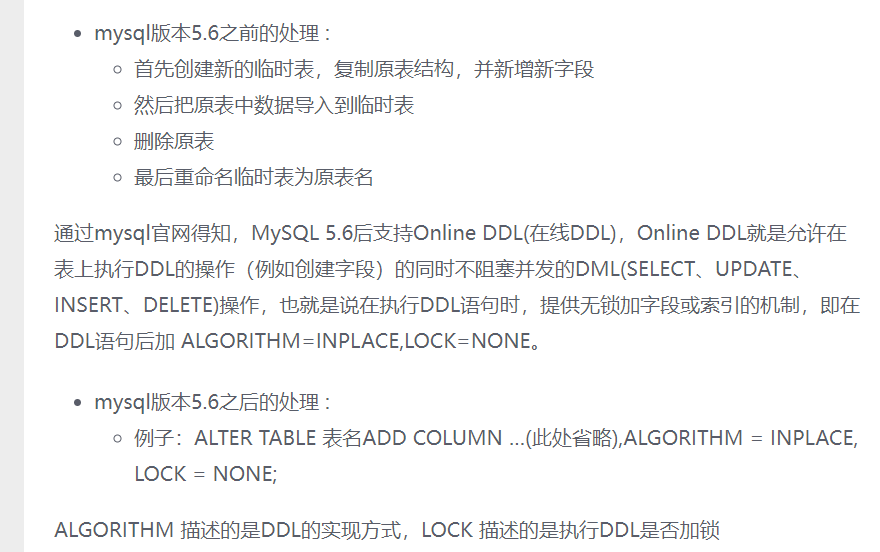 mysql版本5.6之前的处理：
首先创建新的临时表，复制原表结构，并新增新字段
然后把原表中数据导入到临时表
删除原表
最后重命名临时表为原表名
通过mysql官网得知，MySQL 5.6后支持Online DDL(在线DDL)，Online DDL就是允许在
表上执行DDL的操作（例如创建字段）的同时不阻塞并发的DML(SELECT、UPDATE、
INSERT、DELETE)操作，也就是说在执行DDL语句时，提供无锁加字段或索引的机制，即在
DDL语句后加 ALGORITHM=INPLACE,LOCK=NONE。
mysql版本5.6之后的处理：
例子：ALTER TABLE 表名ADD COLUMN ...(此处省略),ALGORITHM = INPLACE,
LOCK = NONE;
ALGORITHM 描述的是DDL的实现方式，LOCK 描述的是执行DDL是否加锁